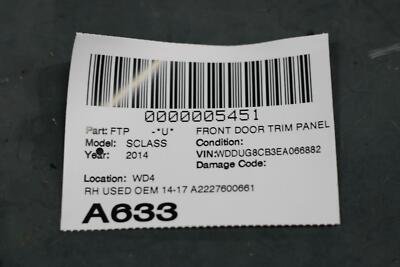 0000005451
Part: FTP -*U* FRONT DOOR TRIM PANEL
Model: SCLASS Condition:
Year: 2014 VIN:WDDUG8CB3EA066882
Damage Code:
Location: WD4
RH USED OEM 14-17 A2227600661
A633